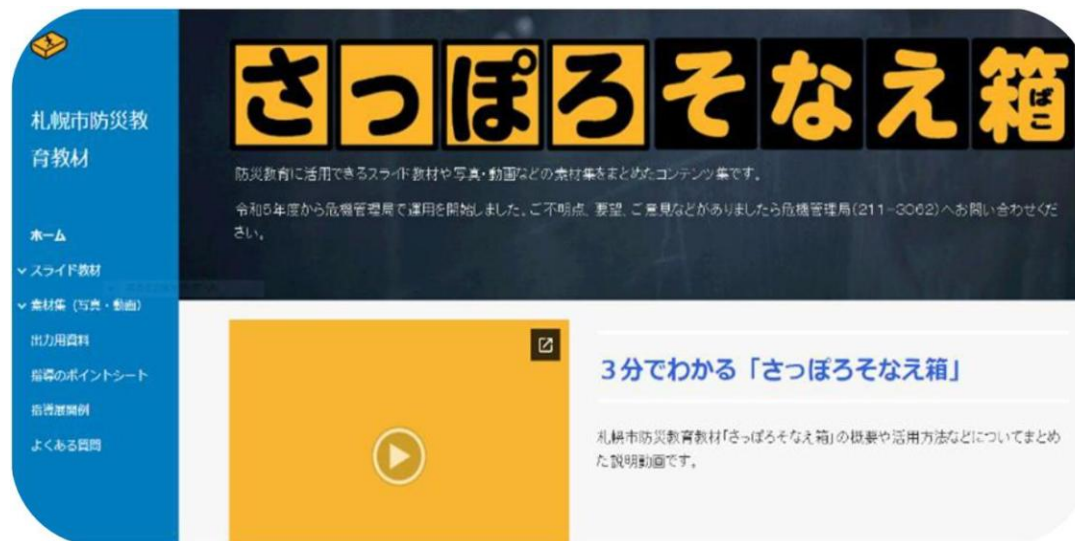 札幌市防災教
育教材
ホーム
スライド教材
素材集（写真・動画）
出力用資料
指導のポイントシート
指導展開例
よくある質問
さっぽろそなえ箱
ばこ
防災教育に活用できるスライド教材や写真・動画などの素材集をまとめたコンテンツ集です。
令和5年度から危機管理局で運用を開始しました。ご不明点、要望、ご意見などがありましたら危機管理局(211-3062)へお問い合わせくだ
さい。
3分でわかる「さっぽろそなえ箱」
札幌市防災教育教材「さっぽろそなえ箱」の概要や活用方法などについてまとめ
た説明動画です。